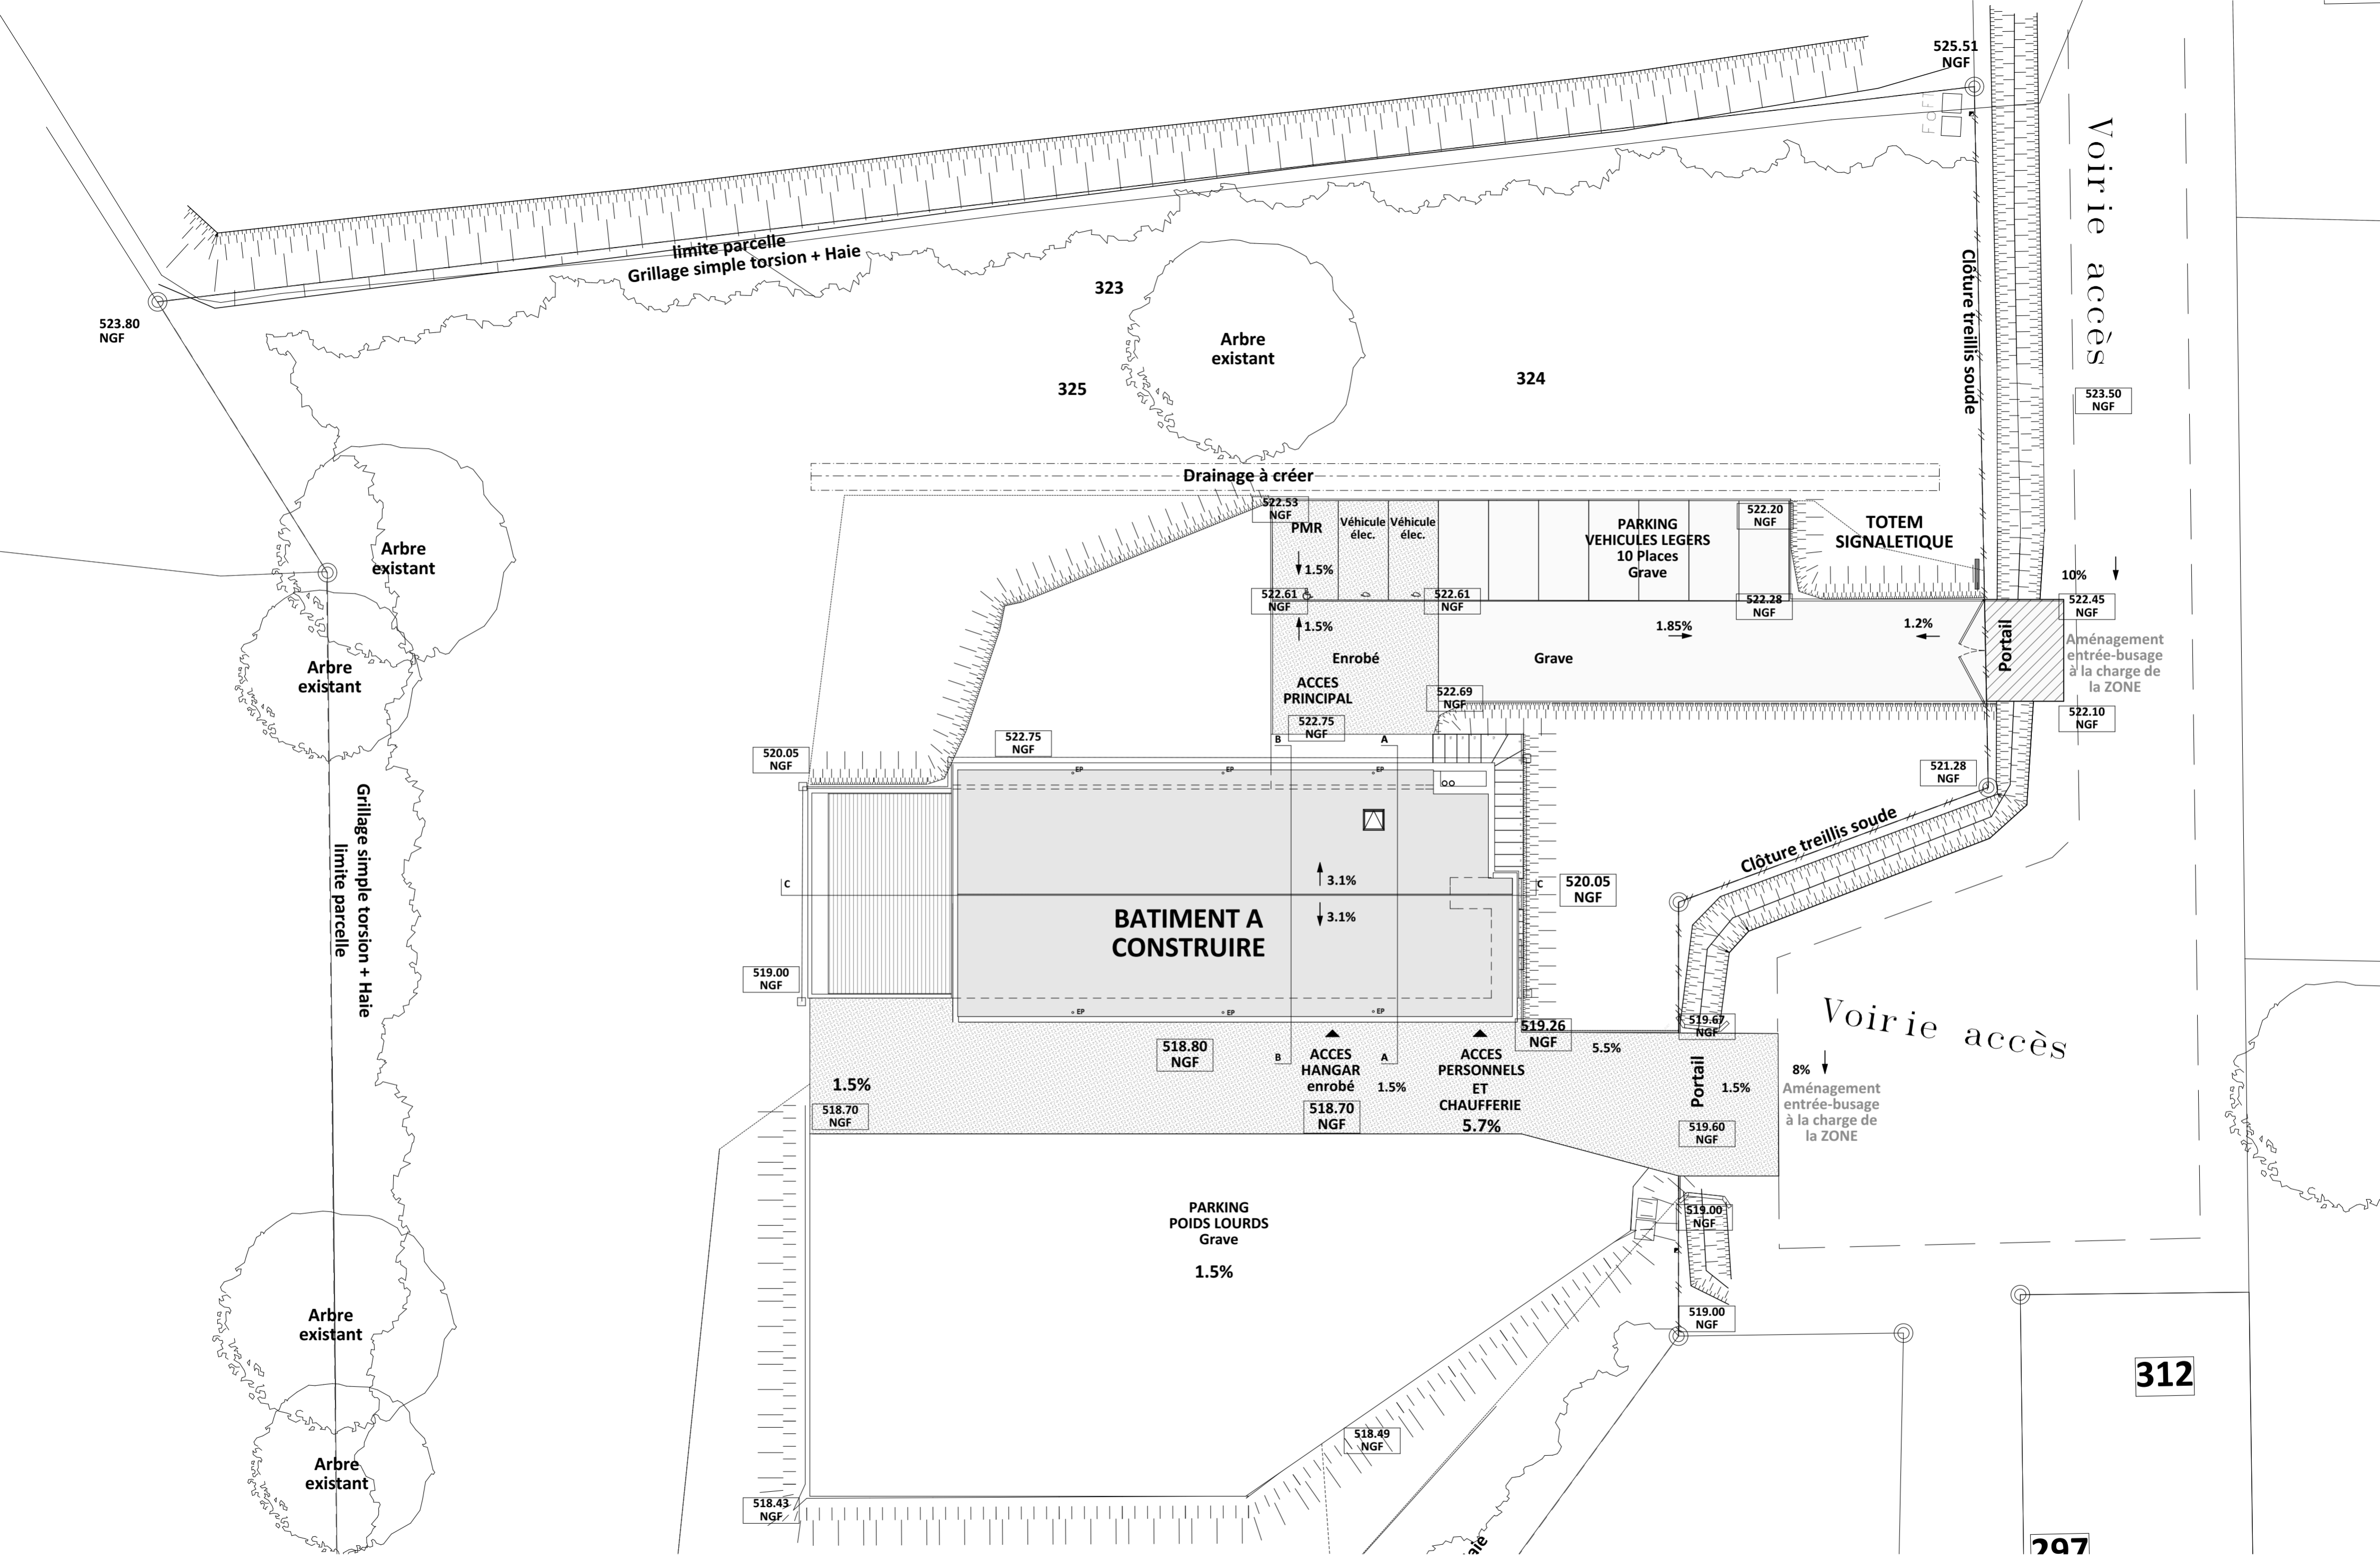 525.51
NGF
Voirie accès
limite parcelle
Grillage simple torsion + Haie
323
523.80
NGF
Arbre
existant
Clôture treillis soude
325
324
523.50
NGF
Drainage à créer
522.53
NGF
PMR
Véhicule
élec.
Véhicule
élec.
PARKING
VEHICULES LEGERS
10 Places
Grave
522.20
NGF
TOTEM
SIGNALETIQUE
Arbre
existant
1.5%
10%
522.61
NGF
522.61
NGF
522.28
NGF
522.45
NGF
1.5%
1.85%
1.2%
Portail
Aménagement
entrée-busage
à la charge de
la ZONE
Enrobé
Grave
Arbre
existant
ACCES
PRINCIPAL
522.69
NGF
522.75
NGF
522.10
NGF
522.75
NGF
B
A
520.05
NGF
EP
EP
EP
521.28
NGF
Grillage simple torsion + Haie
limite parcelle
Clôture treillis soude
3.1%
C
C
520.05
NGF
BATIMENT A
CONSTRUIRE
3.1%
519.00
NGF
EP
EP
EP
Voirie accès
519.67
NGF
519.26
NGF
518.80
NGF
B
A
ACCES
HANGAR
enrobé
1.5%
ACCES
PERSONNELS
ET
CHAUFFERIE
5.7%
5.5%
Portail
1.5%
8%
Aménagement
entrée-busage
à la charge de
la ZONE
1.5%
518.70
NGF
518.70
NGF
519.60
NGF
PARKING
POIDS LOURDS
Grave
1.5%
519.00
NGF
Arbre
existant
519.00
NGF
312
518.49
NGF
Arbre
existant
518.43
NGF
297